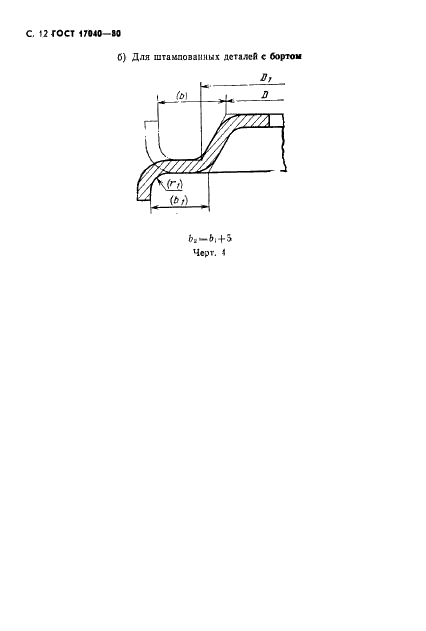 С. 12 ГОСТ 17040—80
б) Для штампованных деталей с бортом
D₁
(b) D
(r₁)
(b₁)
b₂=b₁+5
Черт. 4